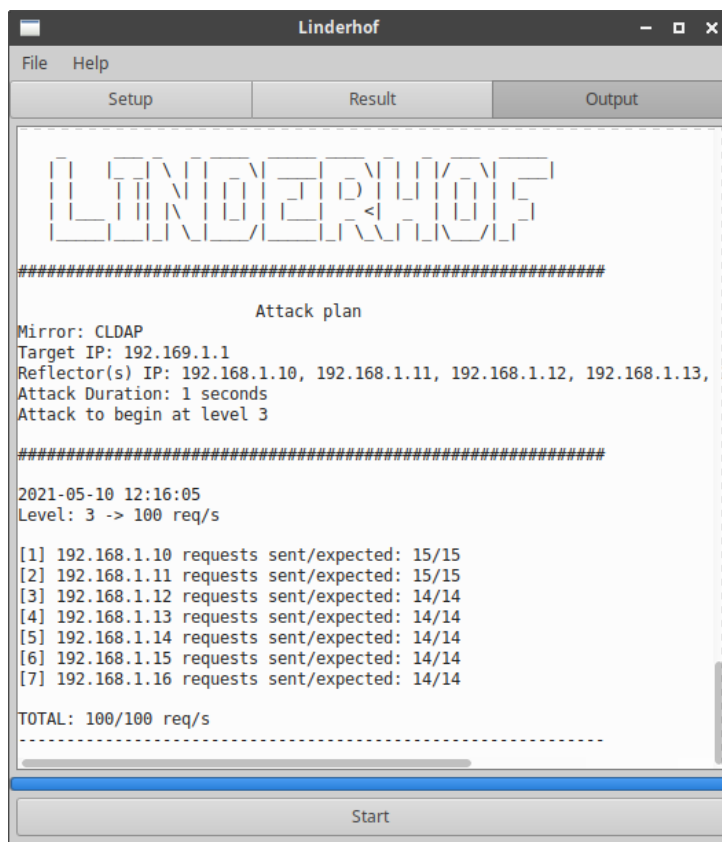 Linderhof
File Help
Setup Result Output
LINDERHOF
#############################################################
Attack plan
Mirror: CLDAP
Target IP: 192.169.1.1
Reflector(s) IP: 192.168.1.10, 192.168.1.11, 192.168.1.12, 192.168.1.13,
Attack Duration: 1 seconds
Attack to begin at level 3
#############################################################
2021-05-10 12:16:05
Level: 3 -> 100 req/s
[1] 192.168.1.10 requests sent/expected: 15/15
[2] 192.168.1.11 requests sent/expected: 15/15
[3] 192.168.1.12 requests sent/expected: 14/14
[4] 192.168.1.13 requests sent/expected: 14/14
[5] 192.168.1.14 requests sent/expected: 14/14
[6] 192.168.1.15 requests sent/expected: 14/14
[7] 192.168.1.16 requests sent/expected: 14/14
TOTAL: 100/100 req/s
-------------------------------------------------------------
Start